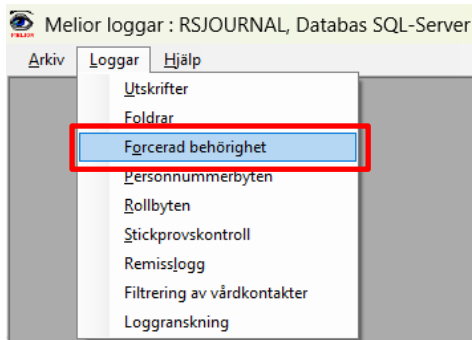 Melior loggar : RSJOURNAL, Databas SQL-Server
Arkiv Loggar Hjälp
Utskrifter
Foldrar
Forcerad behörighet
Personnummerbyten
Rollbyten
Stickprovskontroll
Remisslogg
Filtrering av vårdkontakter
Loggranskning